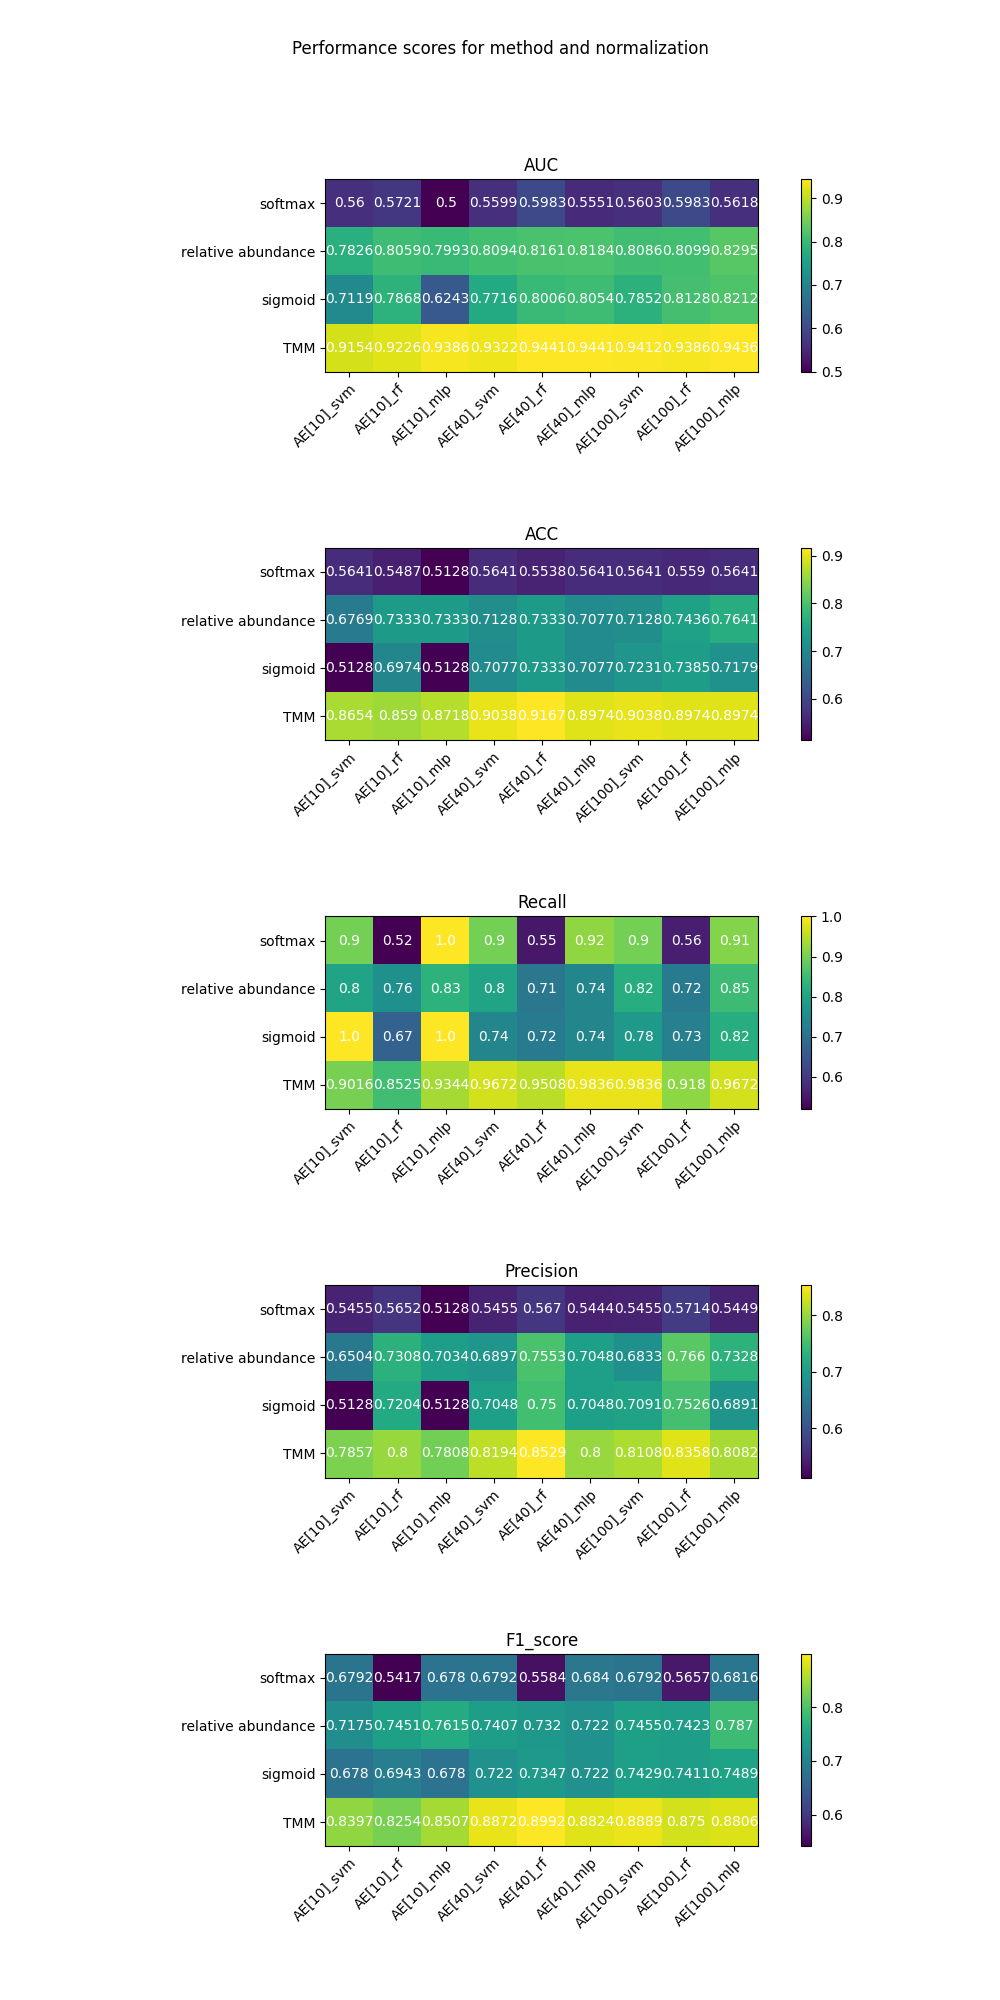 Performance scores for method and normalization
AUC
softmax 0.56 0.5721 0.5 0.5599 0.5983 0.5551 0.5603 0.5983 0.5618
relative abundance 0.7826 0.8059 0.7993 0.8094 0.8161 0.8184 0.8086 0.8099 0.8295
sigmoid 0.7119 0.7868 0.6243 0.7716 0.8006 0.8054 0.7852 0.8128 0.8212
TMM 0.9154 0.9226 0.9386 0.9322 0.9441 0.9441 0.9412 0.9386 0.9436
AE[10]_svm AE[10]_rf AE[10]_mlp AE[40]_svm AE[40]_rf AE[40]_mlp AE[100]_svm AE[100]_rf AE[100]_mlp
0.9
0.8
0.7
0.6
0.5
ACC
softmax 0.5641 0.5487 0.5128 0.5641 0.5538 0.5641 0.5641 0.559 0.5641
relative abundance 0.6769 0.7333 0.7333 0.7128 0.7333 0.7077 0.7128 0.7436 0.7641
sigmoid 0.5128 0.6974 0.5128 0.7077 0.7333 0.7077 0.7231 0.7385 0.7179
TMM 0.8654 0.859 0.8718 0.9038 0.9167 0.8974 0.9038 0.8974 0.8974
AE[10]_svm AE[10]_rf AE[10]_mlp AE[40]_svm AE[40]_rf AE[40]_mlp AE[100]_svm AE[100]_rf AE[100]_mlp
0.9
0.8
0.7
0.6
Recall
softmax 0.9 0.52 1.0 0.9 0.55 0.92 0.9 0.56 0.91
relative abundance 0.8 0.76 0.83 0.8 0.71 0.74 0.82 0.72 0.85
sigmoid 1.0 0.67 1.0 0.74 0.72 0.74 0.78 0.73 0.82
TMM 0.9016 0.8525 0.9344 0.9672 0.9508 0.9836 0.9836 0.918 0.9672
AE[10]_svm AE[10]_rf AE[10]_mlp AE[40]_svm AE[40]_rf AE[40]_mlp AE[100]_svm AE[100]_rf AE[100]_mlp
1.0
0.9
0.8
0.7
0.6
Precision
softmax 0.5455 0.5652 0.5128 0.5455 0.567 0.5444 0.5455 0.5714 0.5449
relative abundance 0.6504 0.7308 0.7034 0.6897 0.7553 0.7048 0.6833 0.766 0.7328
sigmoid 0.5128 0.7204 0.5128 0.7048 0.75 0.7048 0.7091 0.7526 0.6891
TMM 0.7857 0.8 0.7808 0.8194 0.8529 0.8 0.8108 0.8358 0.8082
AE[10]_svm AE[10]_rf AE[10]_mlp AE[40]_svm AE[40]_rf AE[40]_mlp AE[100]_svm AE[100]_rf AE[100]_mlp
0.8
0.7
0.6
F1_score
softmax 0.6792 0.5417 0.678 0.6792 0.5584 0.684 0.6792 0.5657 0.6816
relative abundance 0.7175 0.7451 0.7615 0.7407 0.732 0.722 0.7455 0.7423 0.787
sigmoid 0.678 0.6943 0.678 0.722 0.7347 0.722 0.7429 0.7411 0.7489
TMM 0.8397 0.8254 0.8507 0.8872 0.8992 0.8824 0.8889 0.875 0.8806
AE[10]_svm AE[10]_rf AE[10]_mlp AE[40]_svm AE[40]_rf AE[40]_mlp AE[100]_svm AE[100]_rf AE[100]_mlp
0.8
0.7
0.6